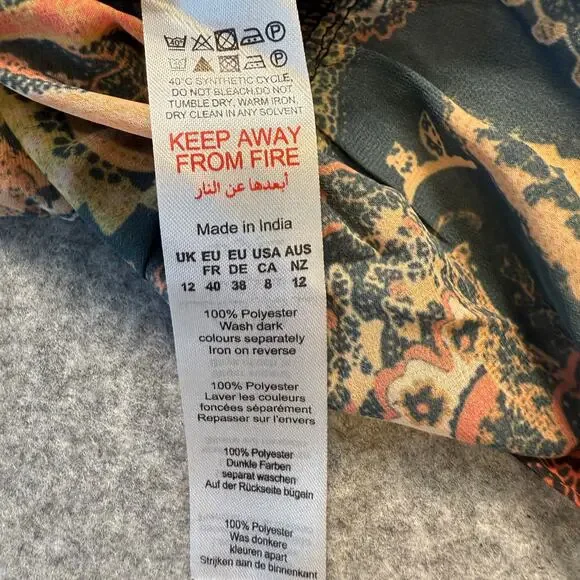 40°C SYNTHETIC CYCLE,
DO NOT BLEACH,DO NOT
TUMBLE DRY, WARM IRON,
DRY CLEAN IN ANY SOLVENT
KEEP AWAY
FROM FIRE
أبعدها عن النار
Made in India
UK EU EU USA AUS
FR DE CA NZ
12 40 38 8 12
100% Polyester
Wash dark
colours separately
Iron on reverse
100% Polyester
Laver les couleurs
foncées séparément
Repasser sur l'envers
100% Polyester
Dunkle Farben
separat waschen
Auf der Rückseite bügeln
100% Polyester
Was donkere
kleuren apart
Strijken aan de binnenkant